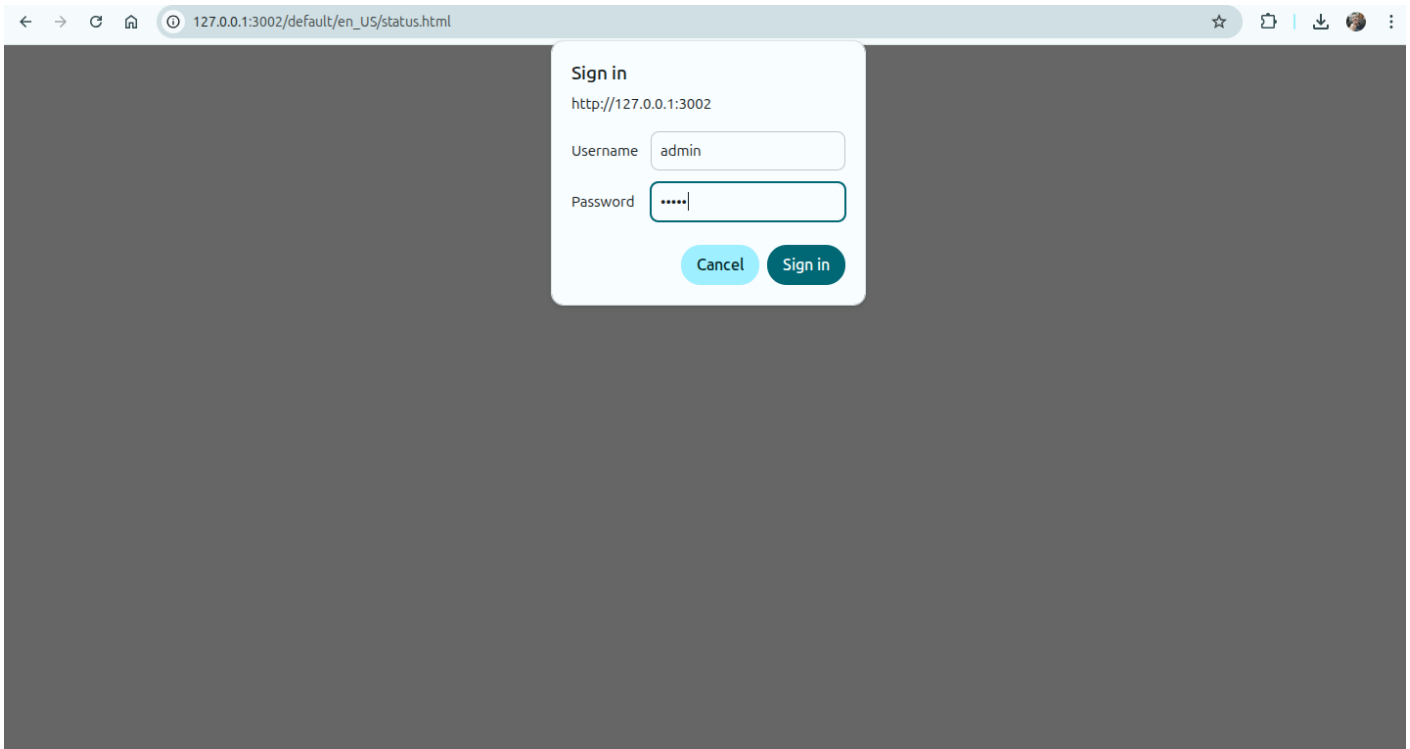 127.0.0.1:3002/default/en_US/status.html
Sign in
http://127.0.0.1:3002
Username admin
Password •••••
Cancel Sign in